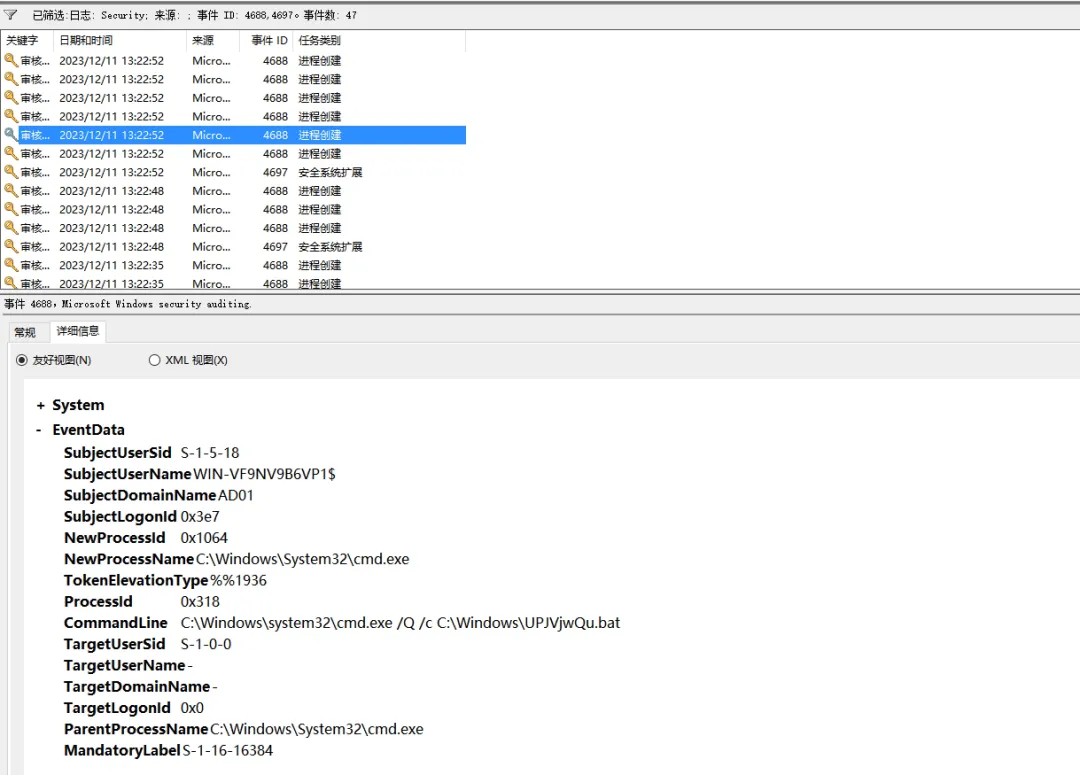 已筛选:日志: Security; 来源: ; 事件 ID: 4688,4697。事件数: 47
关键字 日期和时间 来源 事件 ID 任务类别
审核... 2023/12/11 13:22:52 Micro... 4688 进程创建
审核... 2023/12/11 13:22:52 Micro... 4688 进程创建
审核... 2023/12/11 13:22:52 Micro... 4688 进程创建
审核... 2023/12/11 13:22:52 Micro... 4688 进程创建
审核... 2023/12/11 13:22:52 Micro... 4688 进程创建
审核... 2023/12/11 13:22:52 Micro... 4688 进程创建
审核... 2023/12/11 13:22:52 Micro... 4697 安全系统扩展
审核... 2023/12/11 13:22:48 Micro... 4688 进程创建
审核... 2023/12/11 13:22:48 Micro... 4688 进程创建
审核... 2023/12/11 13:22:48 Micro... 4688 进程创建
审核... 2023/12/11 13:22:48 Micro... 4697 安全系统扩展
审核... 2023/12/11 13:22:35 Micro... 4688 进程创建
审核... 2023/12/11 13:22:35 Micro... 4688 进程创建
事件 4688，Microsoft Windows security auditing.
常规 详细信息
友好视图(N) XML 视图(X)
+ System
- EventData
SubjectUserSid S-1-5-18
SubjectUserName WIN-VF9NV9B6VP1$
SubjectDomainName AD01
SubjectLogonId 0x3e7
NewProcessId 0x1064
NewProcessName C:\Windows\System32\cmd.exe
TokenElevationType %%1936
ProcessId 0x318
CommandLine C:\Windows\system32\cmd.exe /Q /c C:\Windows\UPJVjwQu.bat
TargetUserSid S-1-0-0
TargetUserName -
TargetDomainName -
TargetLogonId 0x0
ParentProcessName C:\Windows\System32\cmd.exe
MandatoryLabel S-1-16-16384